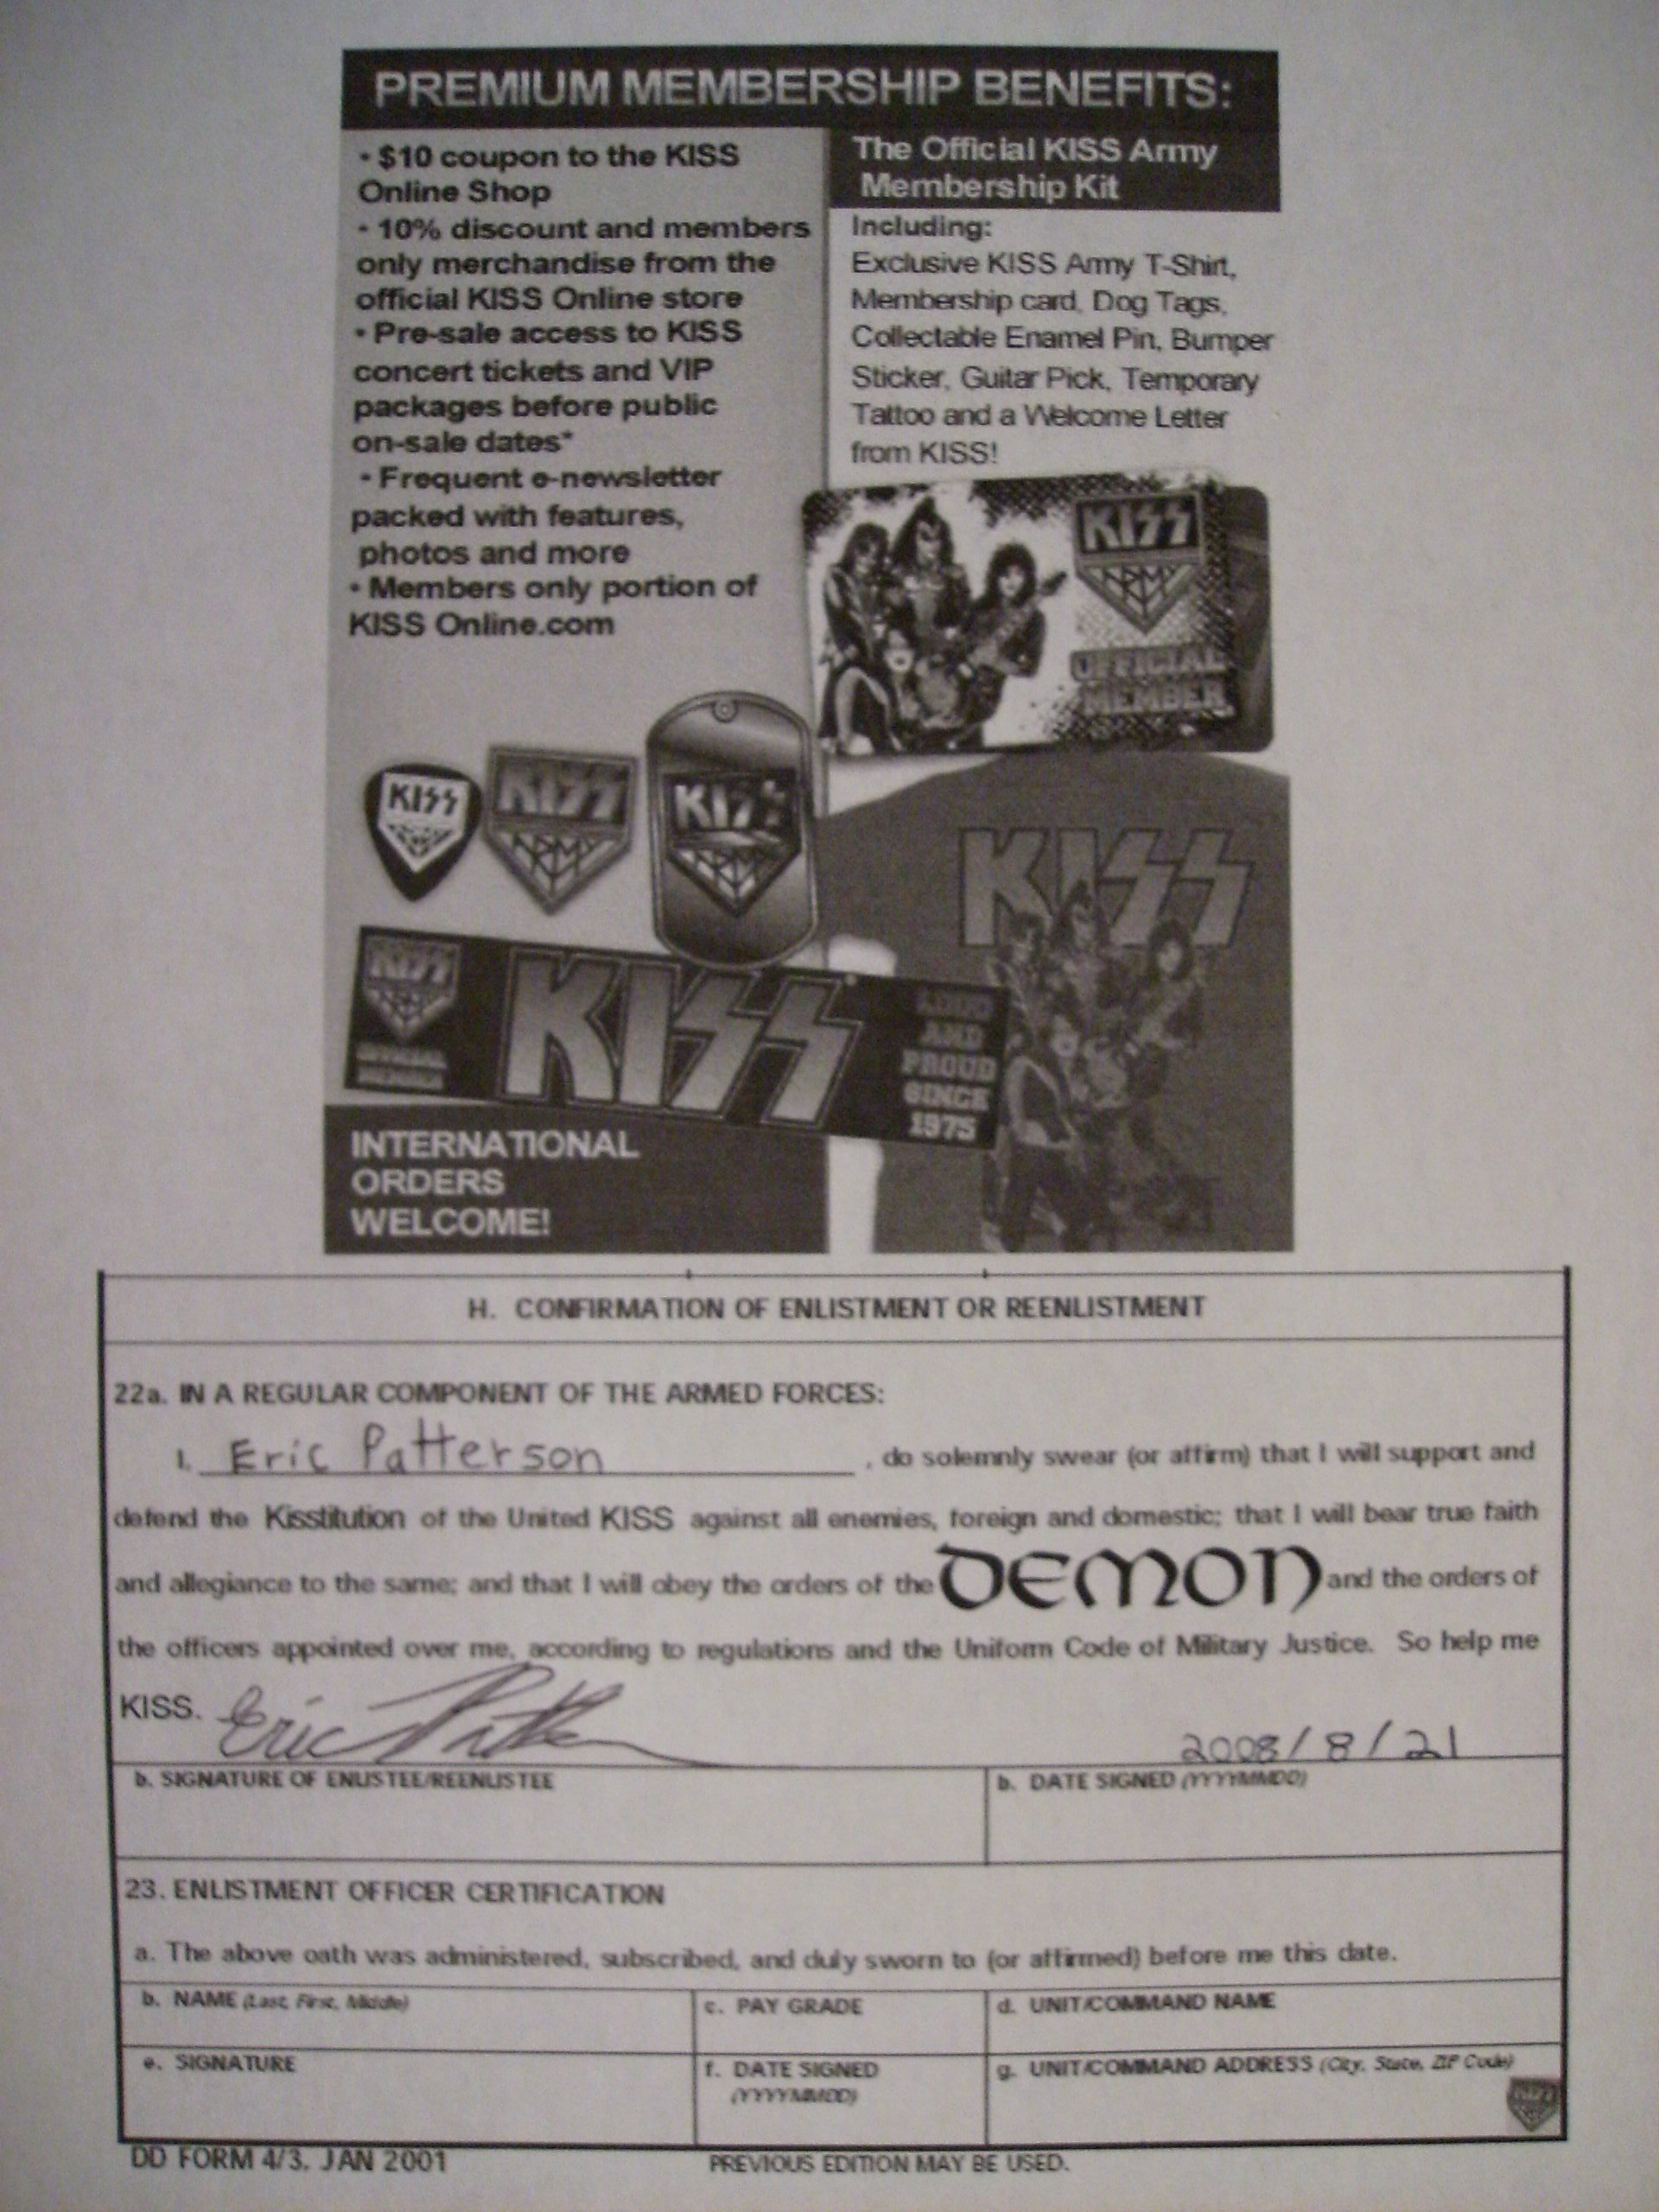 PREMIUM MEMBERSHIP BENEFITS:
• $10 coupon to the KISS
Online Shop
• 10% discount and members
only merchandise from the
official KISS Online store
• Pre-sale access to KISS
concert tickets and VIP
packages before public
on-sale dates*
• Frequent e-newsletter
packed with features,
photos and more
• Members only portion of
KISS Online.com
The Official KISS Army
Membership Kit
Including:
Exclusive KISS Army T-Shirt,
Membership card, Dog Tags,
Collectable Enamel Pin, Bumper
Sticker, Guitar Pick, Temporary
Tattoo and a Welcome Letter
from KISS!
KISS
ARMY
OFFICIAL
MEMBER
KISS
KISS
ARMY
KISS
ARMY
KISS
KISS
OFFICIAL
MEMBER
KISS
LOUD
AND
PROUD
SINCE
1975
INTERNATIONAL
ORDERS
WELCOME!
H. CONFIRMATION OF ENLISTMENT OR REENLISTMENT
22a. IN A REGULAR COMPONENT OF THE ARMED FORCES:
I, Eric Patterson, do solemnly swear (or affirm) that I will support and
defend the Kisstitution of the United KISS against all enemies, foreign and domestic; that I will bear true faith
and allegiance to the same; and that I will obey the orders of the DEMON and the orders of
the officers appointed over me, according to regulations and the Uniform Code of Military Justice. So help me
KISS. Eric Patterson
2008/8/21
b. SIGNATURE OF ENLISTEE/REENLISTEE
b. DATE SIGNED (YYYYMMDD)
23. ENLISTMENT OFFICER CERTIFICATION
a. The above oath was administered, subscribed, and duly sworn to (or affirmed) before me this date.
b. NAME (Last, First, Middle)
c. PAY GRADE
d. UNIT/COMMAND NAME
e. SIGNATURE
f. DATE SIGNED
(YYYYMMDD)
g. UNIT/COMMAND ADDRESS (City, State, ZIP Code)
DD FORM 4/3, JAN 2001
PREVIOUS EDITION MAY BE USED.